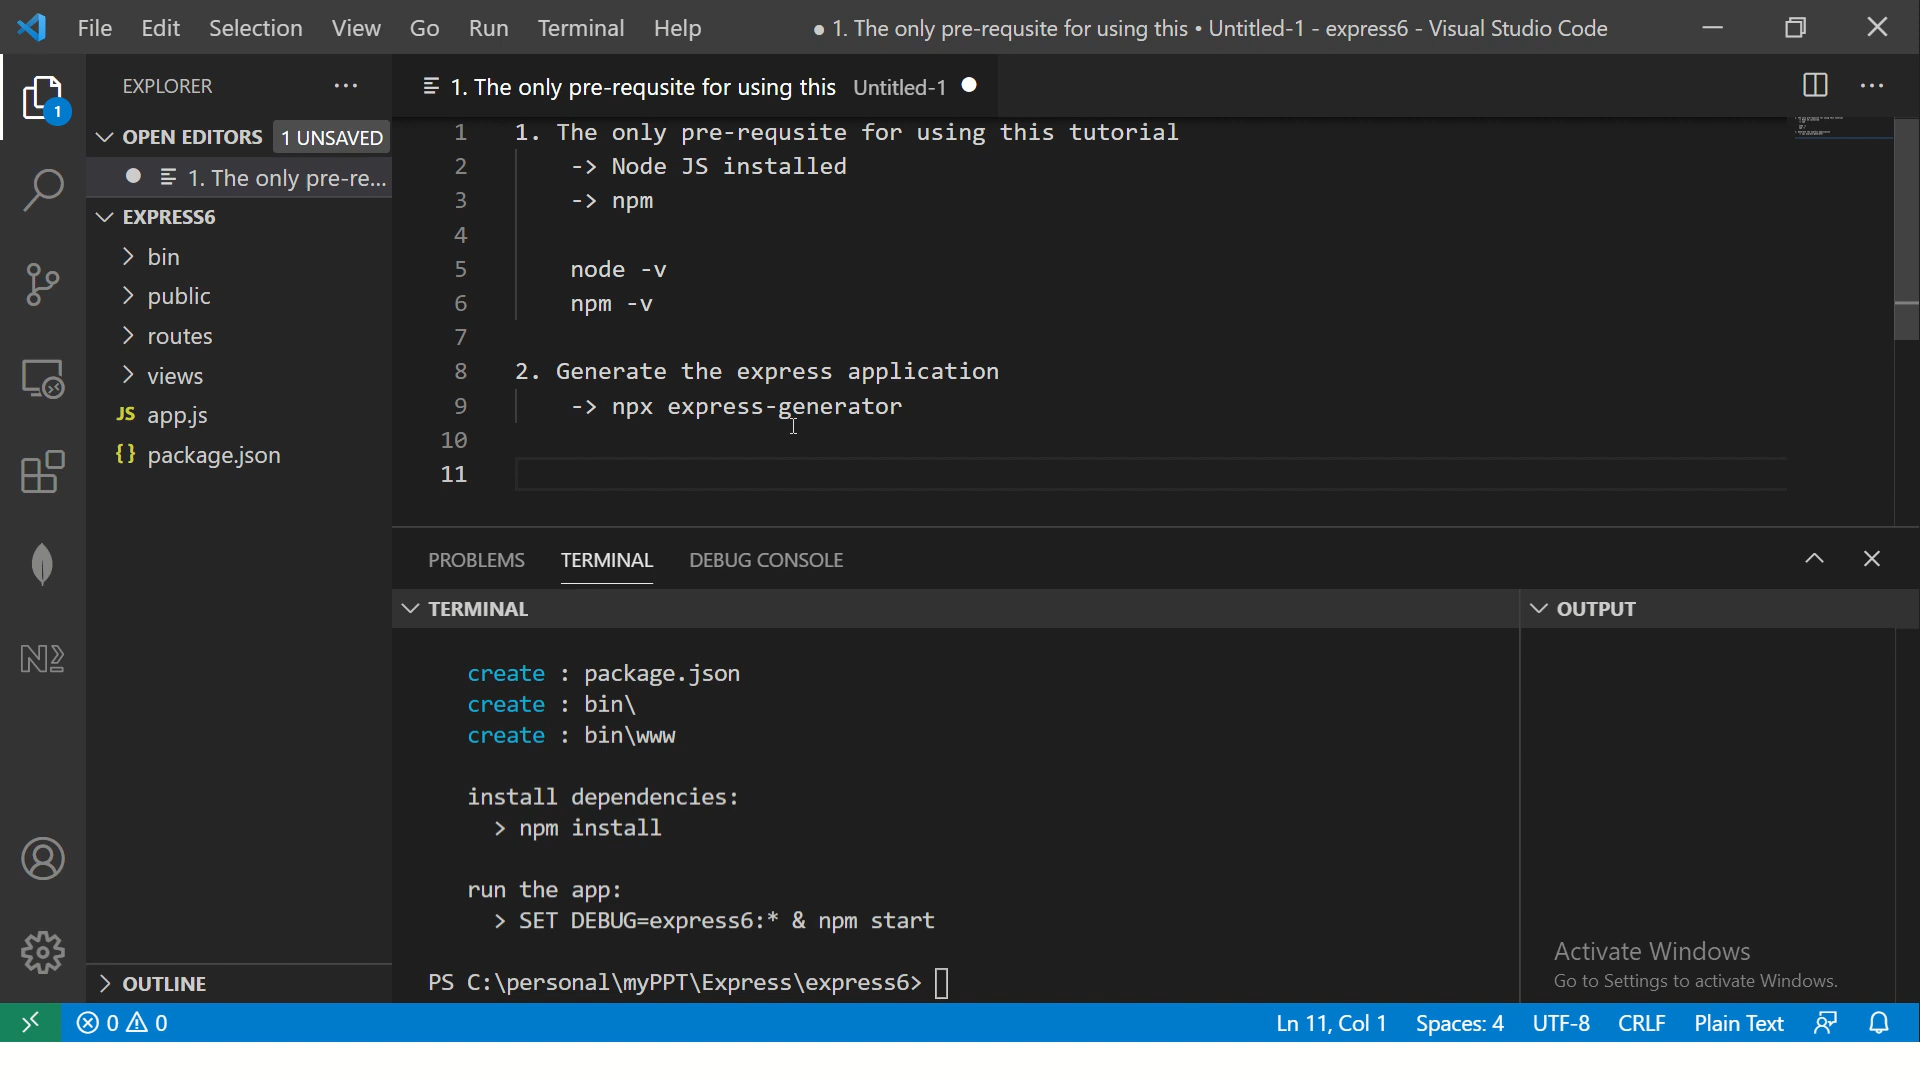 File Edit Selection View Go Run Terminal Help
● 1. The only pre-requsite for using this • Untitled-1 - express6 - Visual Studio Code
EXPLORER ···
1. The only pre-requsite for using this Untitled-1 ●
1
OPEN EDITORS 1 UNSAVED
● 1. The only pre-re...
EXPRESS6
bin
public
routes
views
JS app.js
{} package.json
OUTLINE
1 1. The only pre-requsite for using this tutorial
2 -> Node JS installed
3 -> npm
4
5 node -v
6 npm -v
7
8 2. Generate the express application
9 -> npx express-generator
10
11
PROBLEMS TERMINAL DEBUG CONSOLE
TERMINAL
OUTPUT
create : package.json
create : bin\
create : bin\www
install dependencies:
> npm install
run the app:
> SET DEBUG=express6:* & npm start
PS C:\personal\myPPT\Express\express6>
Activate Windows
Go to Settings to activate Windows.
0 0
Ln 11, Col 1 Spaces: 4 UTF-8 CRLF Plain Text